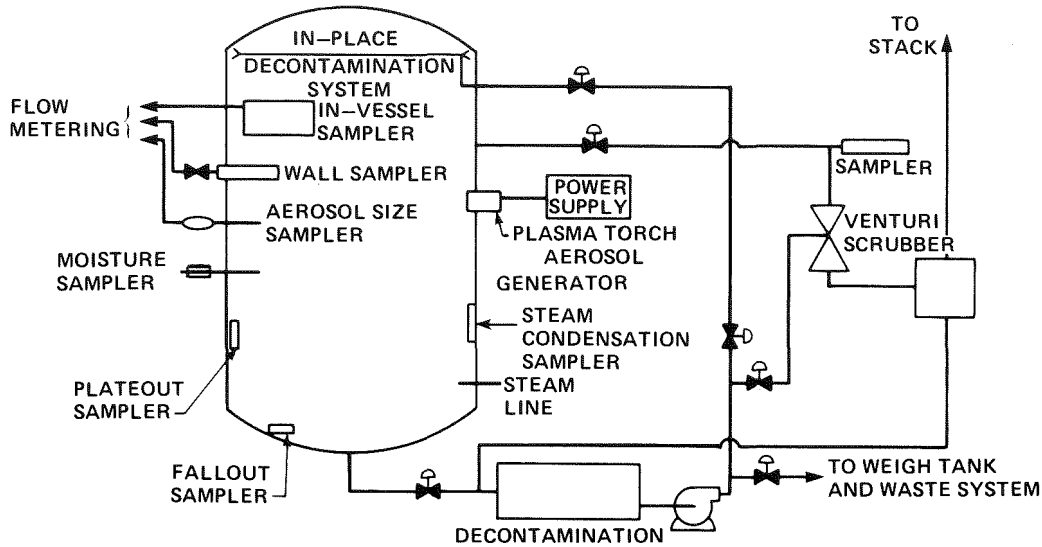 TO
STACK
IN–PLACE
DECONTAMINATION
SYSTEM
FLOW
METERING
IN–VESSEL
SAMPLER
WALL SAMPLER
SAMPLER
POWER
SUPPLY
AEROSOL SIZE
SAMPLER
VENTURI
SCRUBBER
PLASMA TORCH
AEROSOL
GENERATOR
MOISTURE
SAMPLER
STEAM
CONDENSATION
SAMPLER
STEAM
LINE
PLATEOUT
SAMPLER
FALLOUT
SAMPLER
TO WEIGH TANK
AND WASTE SYSTEM
DECONTAMINATION